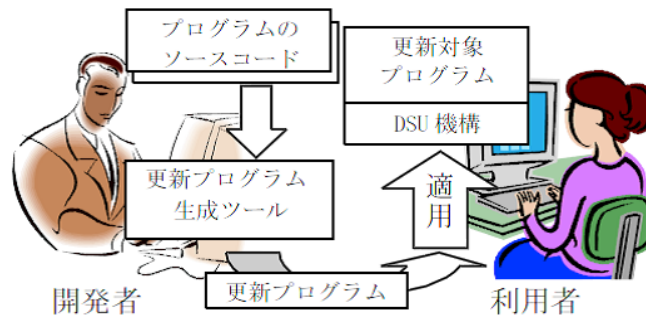 プログラムの
ソースコード
更新対象
プログラム
DSU 機構
更新プログラム
生成ツール
適
用
更新プログラム
開発者
利用者